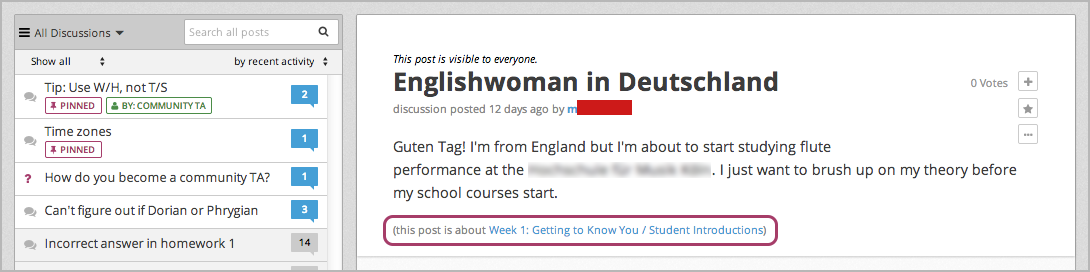 All Discussions
Search all posts
Show all
by recent activity
Tip: Use W/H, not T/S
2
PINNED
BY: COMMUNITY TA
Time zones
1
PINNED
? How do you become a community TA?
1
Can't figure out if Dorian or Phrygian
3
Incorrect answer in homework 1
14
This post is visible to everyone.
Englishwoman in Deutschland
0 Votes
discussion posted 12 days ago by m
Guten Tag! I'm from England but I'm about to start studying flute
performance at the . I just want to brush up on my theory before
my school courses start.
(this post is about Week 1: Getting to Know You / Student Introductions)